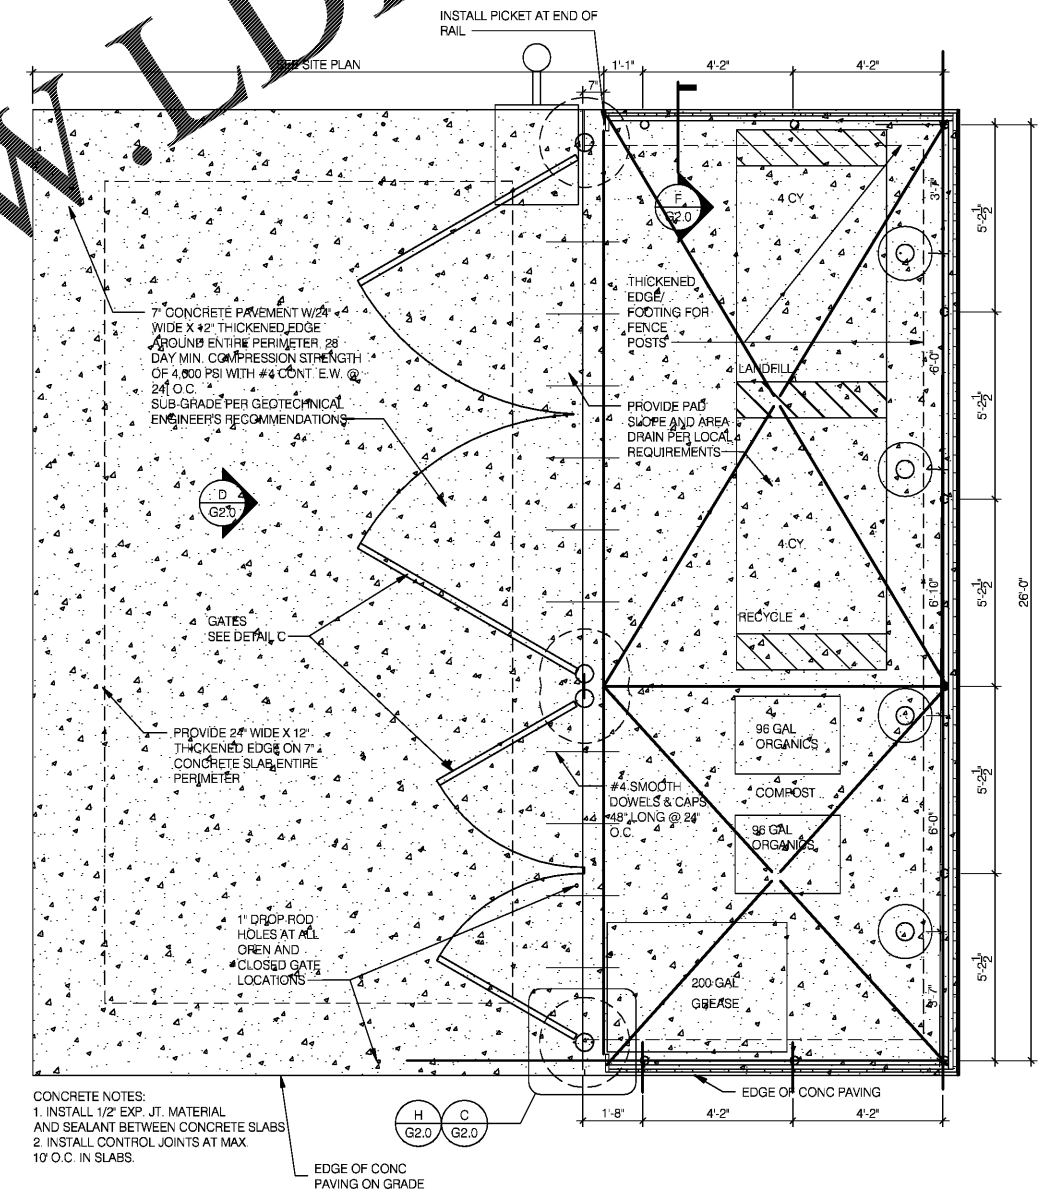 INSTALL PICKET AT END OF
RAIL
W.LD
SEE SITE PLAN
1'-1"
4'-2"
4'-2"
7"
F
G2.0
4 CY
3'-7"
5'-2 1/2"
THICKENED
EDGE/
FOOTING FOR
FENCE
POSTS
7" CONCRETE PAVEMENT W/24"
WIDE X 12" THICKENED EDGE
AROUND ENTIRE PERIMETER, 28
DAY MIN. COMPRESSION STRENGTH
OF 4,000 PSI WITH #4 CONT. E.W. @
24" O.C.
SUB-GRADE PER GEOTECHNICAL
ENGINEER'S RECOMMENDATIONS
LANDFILL
6'-0"
5'-2 1/2"
PROVIDE PAD
SLOPE AND AREA
DRAIN PER LOCAL
REQUIREMENTS
D
G2.0
4 CY
RECYCLE
6'-10"
5'-2 1/2"
26'-0"
GATES
SEE DETAIL C
PROVIDE 24" WIDE X 12"
THICKENED EDGE ON 7"
CONCRETE SLAB ENTIRE
PERIMETER
96 GAL
ORGANICS
COMPOST
96 GAL
ORGANICS
#4 SMOOTH
DOWELS & CAPS
48" LONG @ 24"
O.C.
5'-2 1/2"
6'-0"
1" DROP ROD
HOLES AT ALL
OPEN AND
CLOSED GATE
LOCATIONS
200 GAL
GREASE
5'-2 1/2"
EDGE OF CONC PAVING
CONCRETE NOTES:
1. INSTALL 1/2" EXP. JT. MATERIAL
AND SEALANT BETWEEN CONCRETE SLABS
2. INSTALL CONTROL JOINTS AT MAX.
10' O.C. IN SLABS.
H
G2.0
C
G2.0
1'-8"
4'-2"
4'-2"
EDGE OF CONC
PAVING ON GRADE